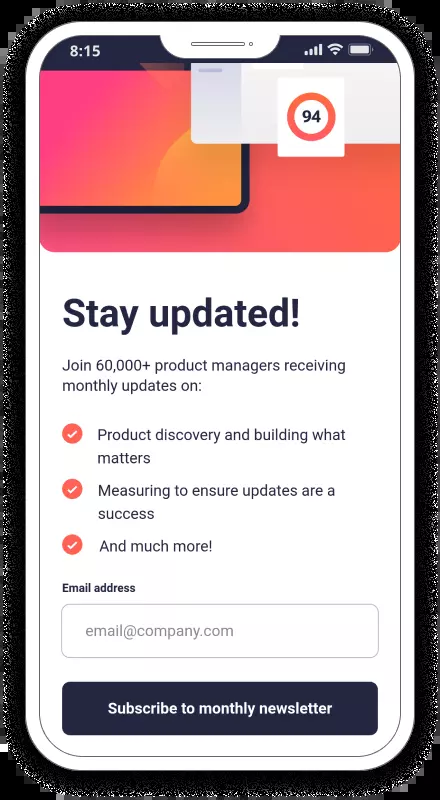 8:15
94
Stay updated!
Join 60,000+ product managers receiving
monthly updates on:
Product discovery and building what
matters
Measuring to ensure updates are a
success
And much more!
Email address
email@company.com
Subscribe to monthly newsletter